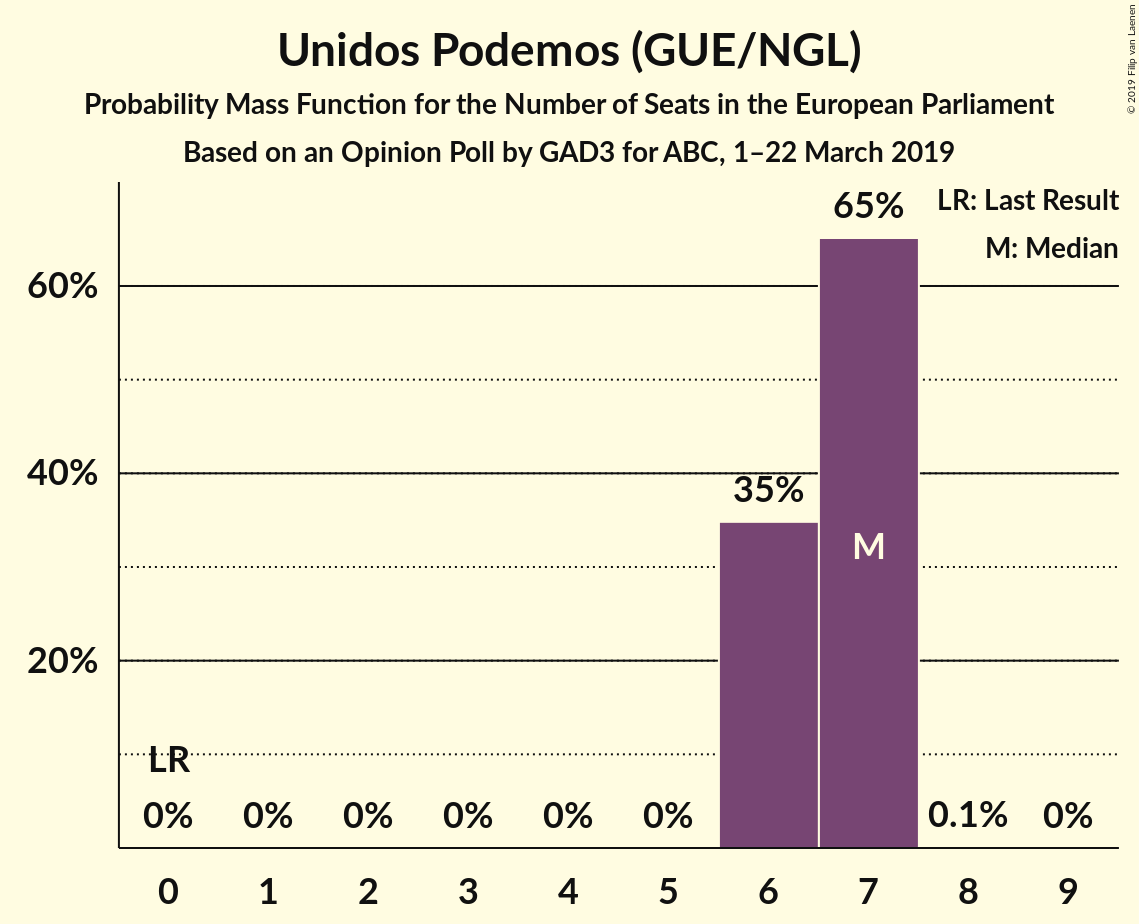 Unidos Podemos (GUE/NGL)
Probability Mass Function for the Number of Seats in the European Parliament
Based on an Opinion Poll by GAD3 for ABC, 1–22 March 2019
© 2019 Filip van Laenen
LR: Last Result
M: Median
65%
60%
40%
35%
M
20%
LR
0% 0% 0% 0% 0% 0% 0.1% 0%
0 1 2 3 4 5 6 7 8 9